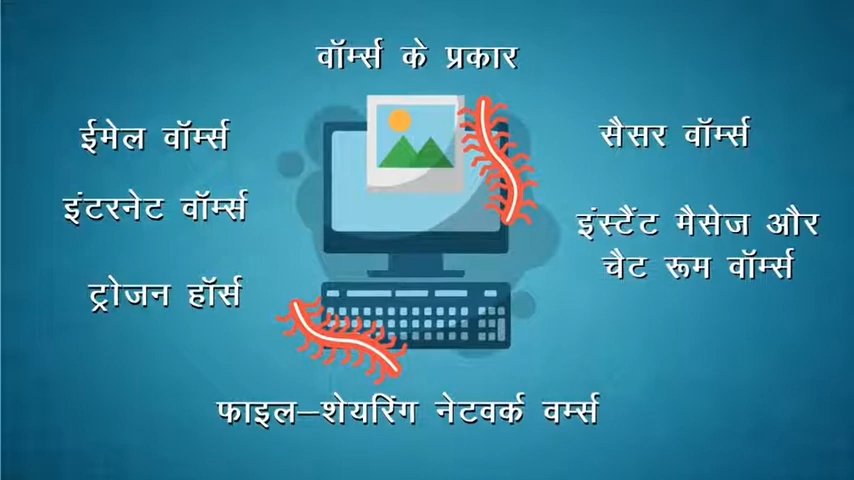 वॉर्म्स के प्रकार
ईमेल वॉर्म्स
इंटरनेट वॉर्म्स
ट्रोजन हॉर्स
सैसर वॉर्म्स
इंस्टैंट मैसेज और
चैट रूम वॉर्म्स
फाइल–शेयरिंग नेटवर्क वर्म्स